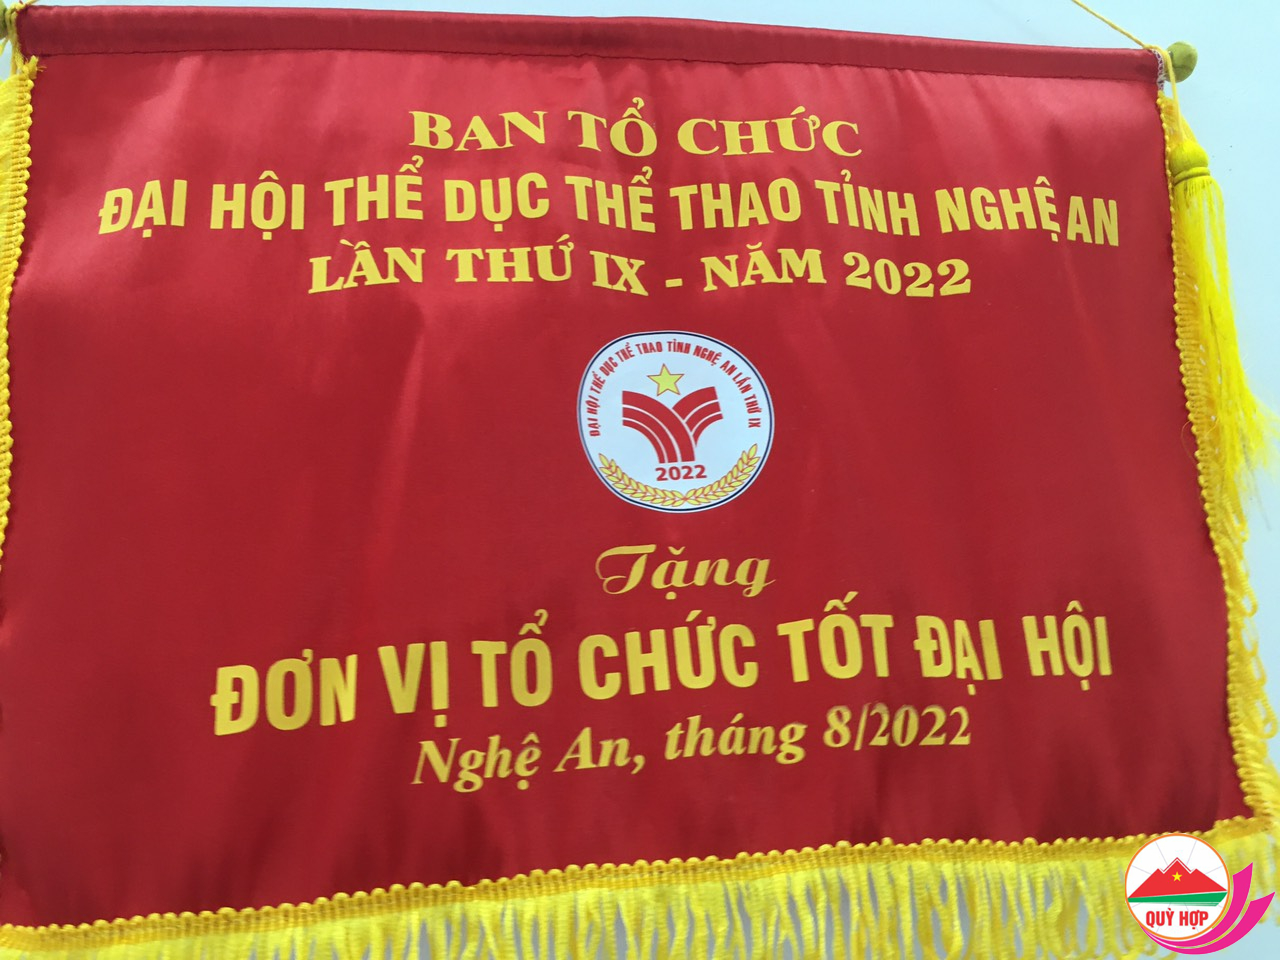 BAN TỔ CHỨC
ĐẠI HỘI THỂ DỤC THỂ THAO TỈNH NGHỆ AN
LẦN THỨ IX - NĂM 2022
ĐẠI HỘI THỂ DỤC THỂ THAO TỈNH NGHỆ AN LẦN THỨ IX
2022
Tặng
ĐƠN VỊ TỔ CHỨC TỐT ĐẠI HỘI
Nghệ An, tháng 8/2022
QUỲ HỢP